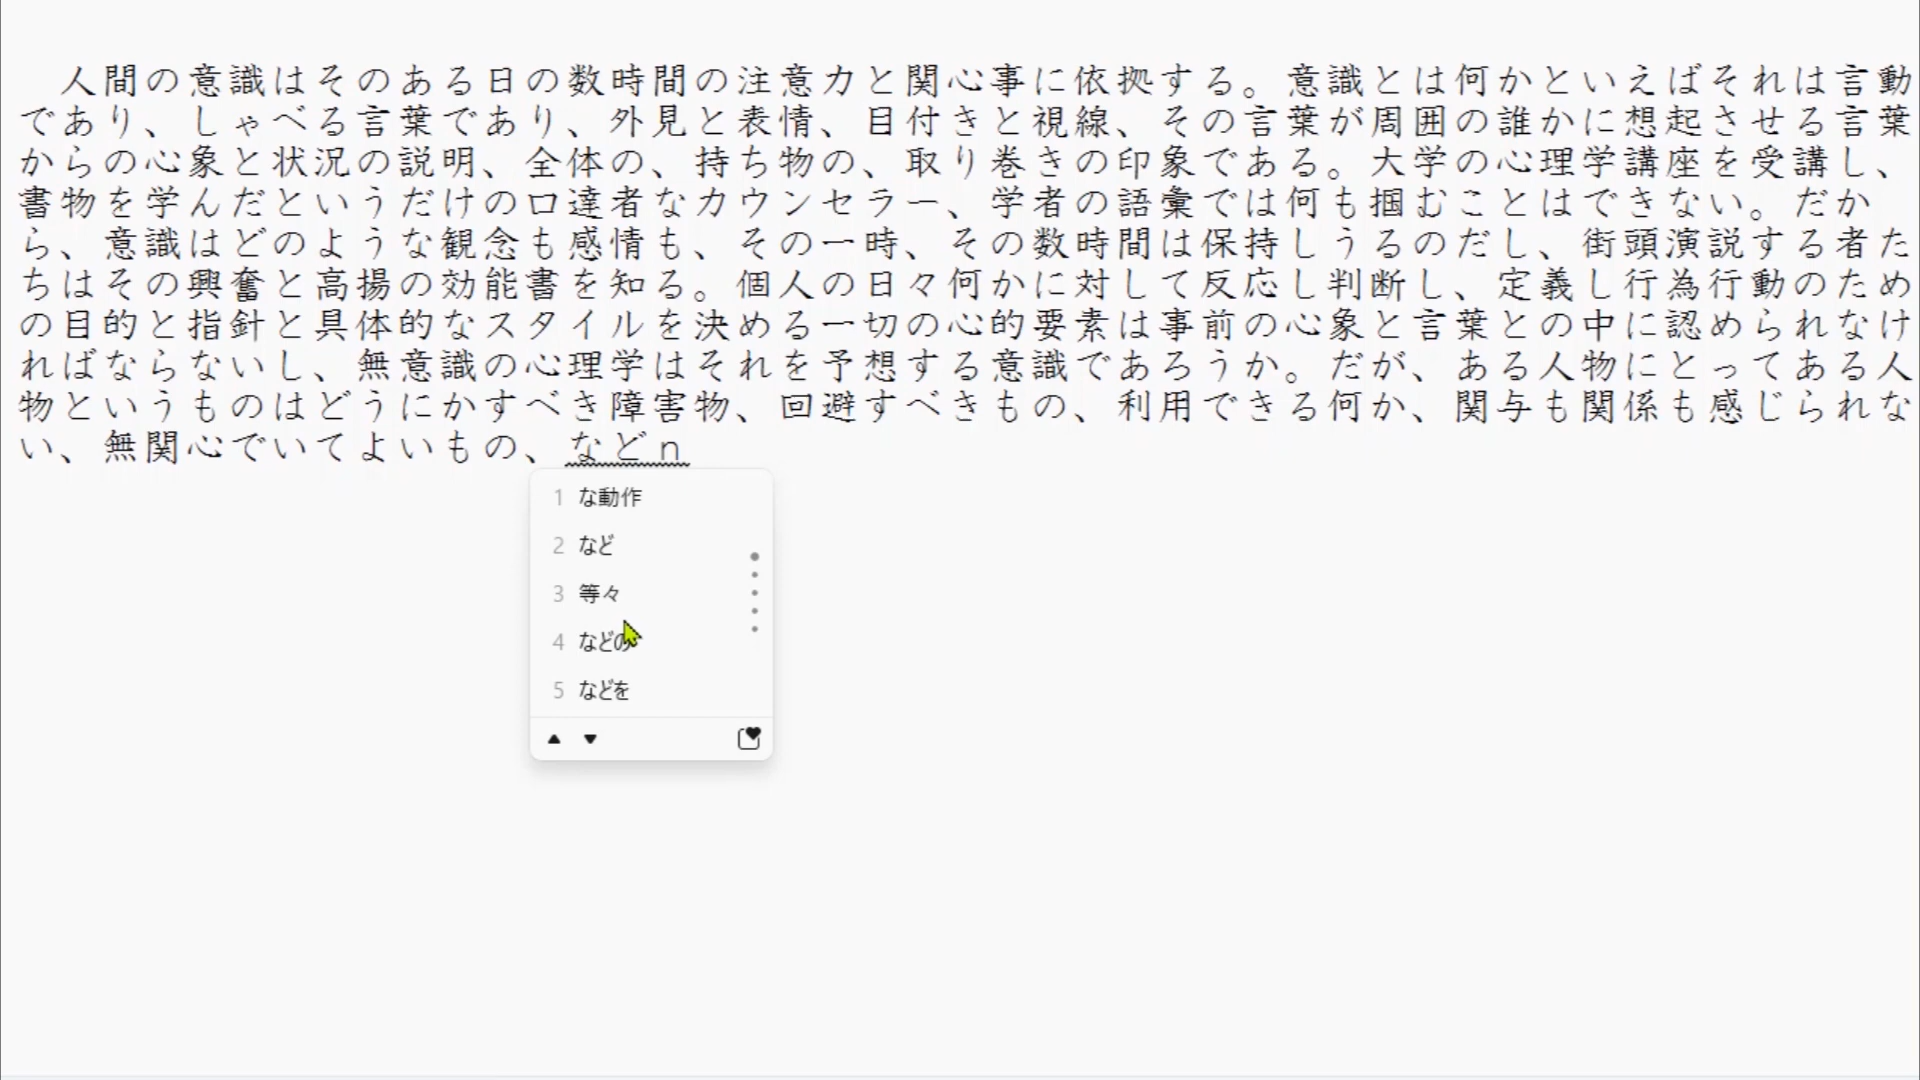 人間の意識はそのある日の数時間の注意力と関心事に依拠する。意識とは何かといえばそれは言動
であり、しゃべる言葉であり、外見と表情、目付きと視線、その言葉が周囲の誰かに想起させる言葉
からの心象と状況の説明、全体の、持ち物の、取り巻きの印象である。大学の心理学講座を受講し、
書物を学んだというだけの口達者なカウンセラー、学者の語彙では何も掴むことはできない。だか
ら、意識はどのような観念も感情も、その一時、その数時間は保持しうるのだし、街頭演説する者た
ちはその興奮と高揚の効能書を知る。個人の日々何かに対して反応し判断し、定義し行為行動のため
の目的と指針と具体的なスタイルを決める一切の心的要素は事前の心象と言葉との中に認められなけ
ればならないし、無意識の心理学はそれを予想する意識であろうか。だが、ある人物にとってある人
物というものはどうにかすべき障害物、回避すべきもの、利用できる何か、関与も関係も感じられな
い、無関心でいてよいもの、などｎ
1 な動作
2 など
3 等々
4 などの
5 などを